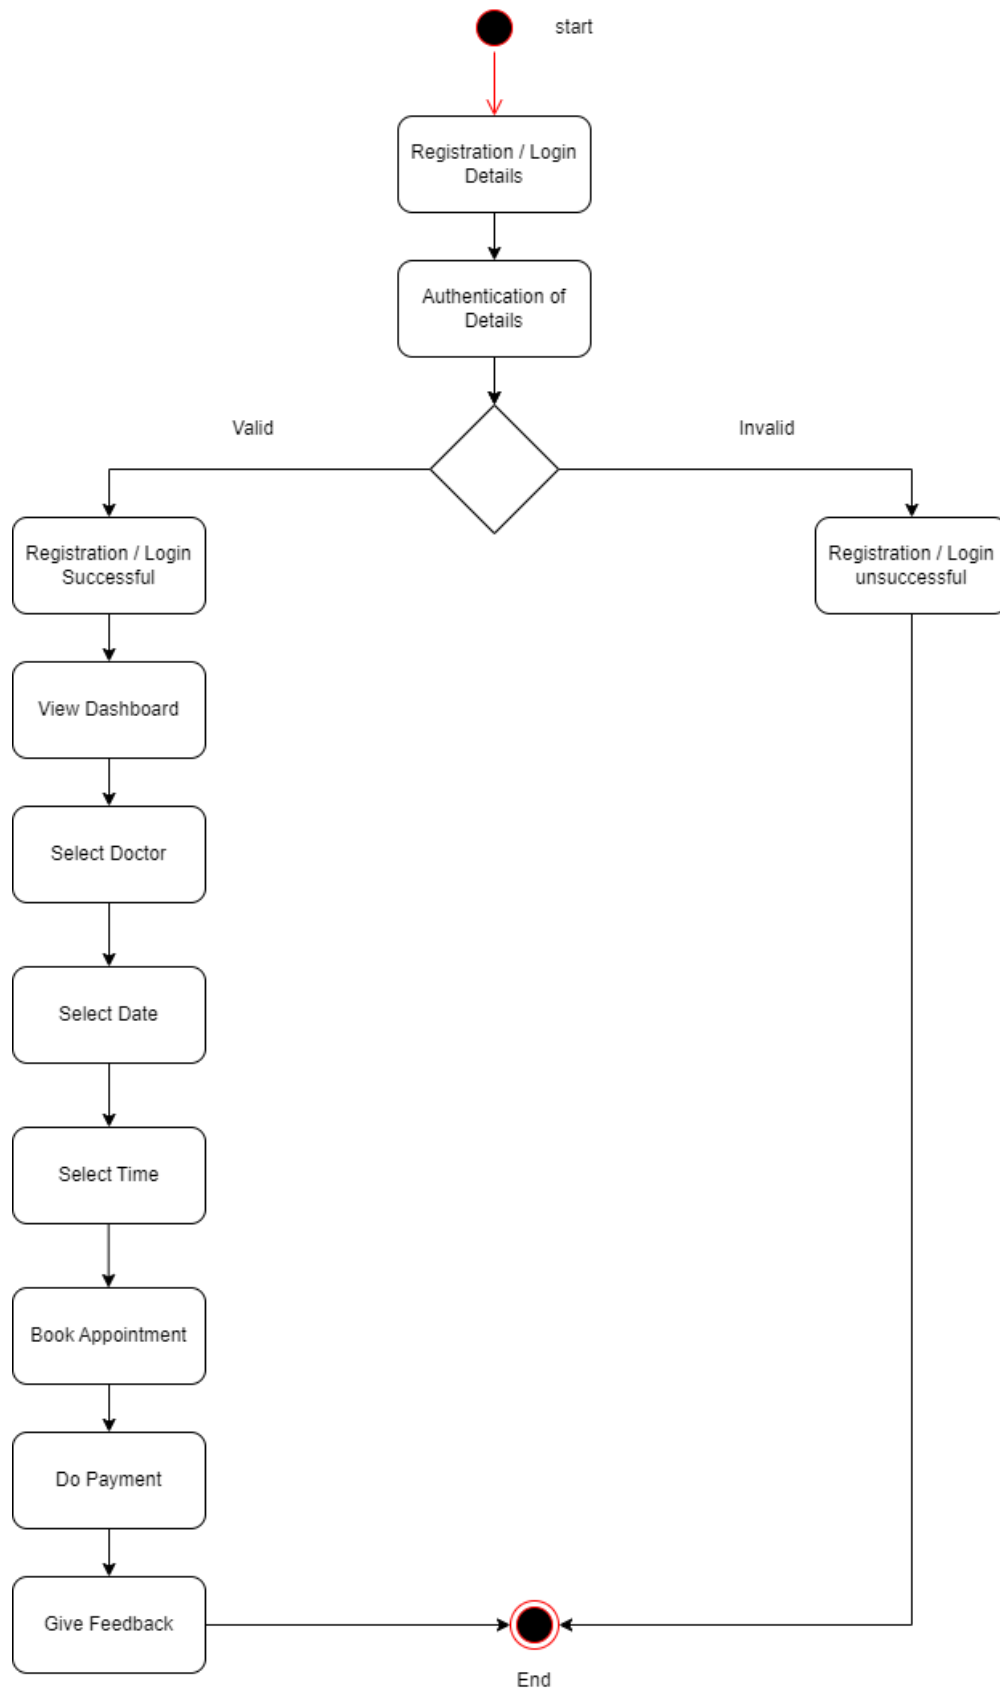 start
Registration / Login
Details
Authentication of
Details
Valid
Invalid
Registration / Login
Successful
Registration / Login
unsuccessful
View Dashboard
Select Doctor
Select Date
Select Time
Book Appointment
Do Payment
Give Feedback
End